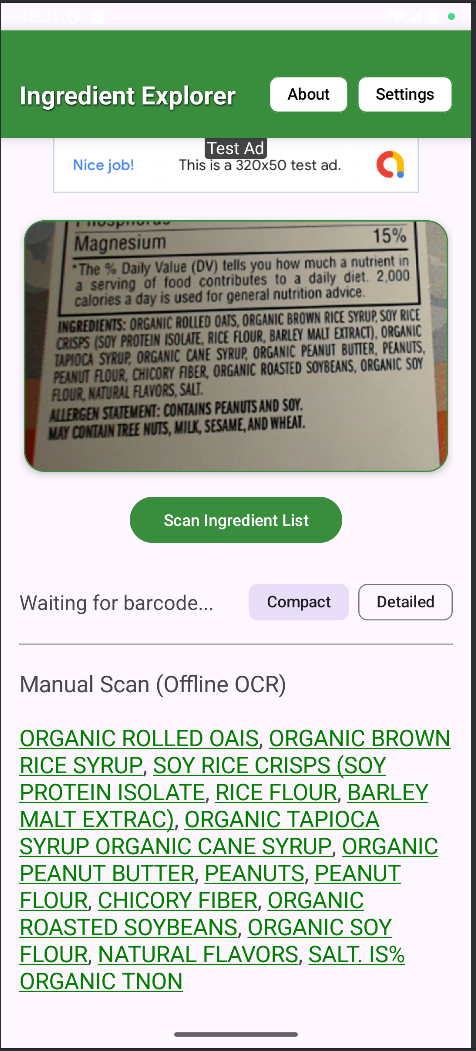 12:21
Ingredient Explorer
About
Settings
Test Ad
Nice job!
This is a 320x50 test ad.
Magnesium 15%
*The % Daily Value (DV) tells you how much a nutrient in
a serving of food contributes to a daily diet. 2,000
calories a day is used for general nutrition advice.
INGREDIENTS: ORGANIC ROLLED OATS, ORGANIC BROWN RICE SYRUP, SOY RICE
CRISPS (SOY PROTEIN ISOLATE, RICE FLOUR, BARLEY MALT EXTRACT), ORGANIC
TAPIOCA SYRUP, ORGANIC CANE SYRUP, ORGANIC PEANUT BUTTER, PEANUTS,
PEANUT FLOUR, CHICORY FIBER, ORGANIC ROASTED SOYBEANS, ORGANIC SOY
FLOUR, NATURAL FLAVORS, SALT.
ALLERGEN STATEMENT: CONTAINS PEANUTS AND SOY.
MAY CONTAIN TREE NUTS, MILK, SESAME, AND WHEAT.
Scan Ingredient List
Waiting for barcode...
Compact
Detailed
Manual Scan (Offline OCR)
ORGANIC ROLLED OAIS, ORGANIC BROWN
RICE SYRUP, SOY RICE CRISPS (SOY
PROTEIN ISOLATE, RICE FLOUR, BARLEY
MALT EXTRAC), ORGANIC TAPIOCA
SYRUP ORGANIC CANE SYRUP, ORGANIC
PEANUT BUTTER, PEANUTS, PEANUT
FLOUR, CHICORY FIBER, ORGANIC
ROASTED SOYBEANS, ORGANIC SOY
FLOUR, NATURAL FLAVORS, SALT. IS%
ORGANIC TNON